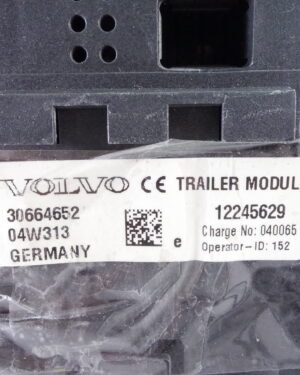 VOLVO CE TRAILER MODUL
30664652 12245629
04W313 Charge No: 040065
GERMANY e Operator-ID: 152